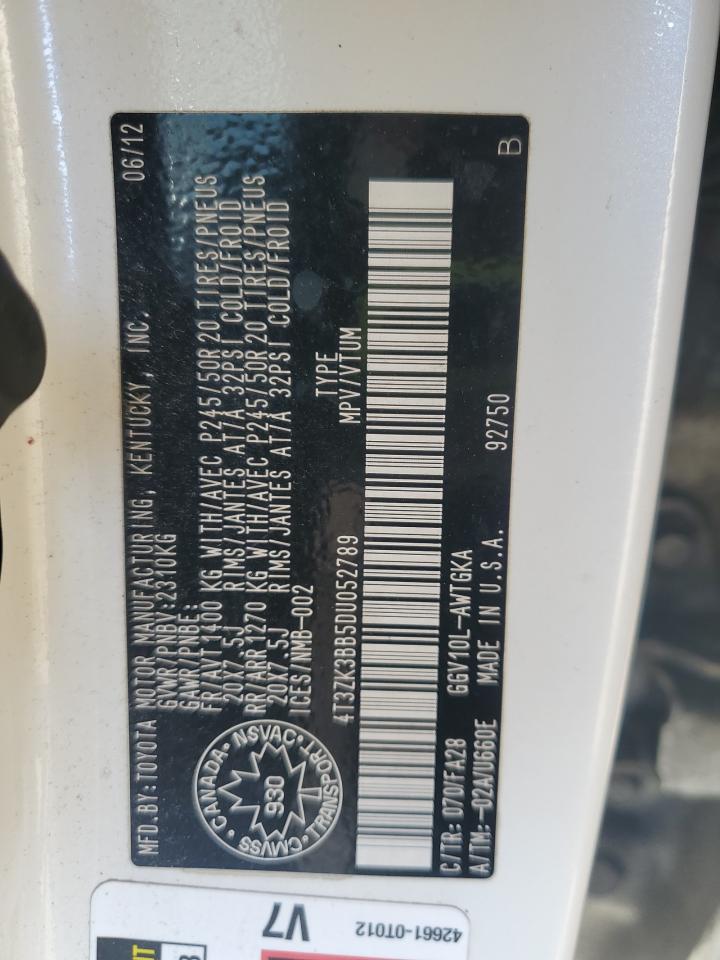 MFD.BY:TOYOTA MOTOR MANUFACTURING, KENTUCKY, INC. 06/12
GVWR/PNBV:2310KG
GAWR/PNBE:
FR/AV 1400 KG WITH/AVEC P245/50R20 TIRES/PNEUS
20X7.5J RIMS/JANTES AT/A 32PSI COLD/FROID
RR/ARR1270 KG WITH/AVEC P245/50R20 TIRES/PNEUS
20X7.5J RIMS/JANTES AT/A 32PSI COLD/FROID
ICES/NMB-002
TYPE
4T3ZK3BB5DU052789 MPV/VTUM
CANADA • NSVAC • TRANSPORT • CMVSS •
930
C/TR: 070/FA28 GGV10L-AWTGKA
A/TM:-02A/U660E MADE IN U.S.A. 92750 B
V7
42661-0T012